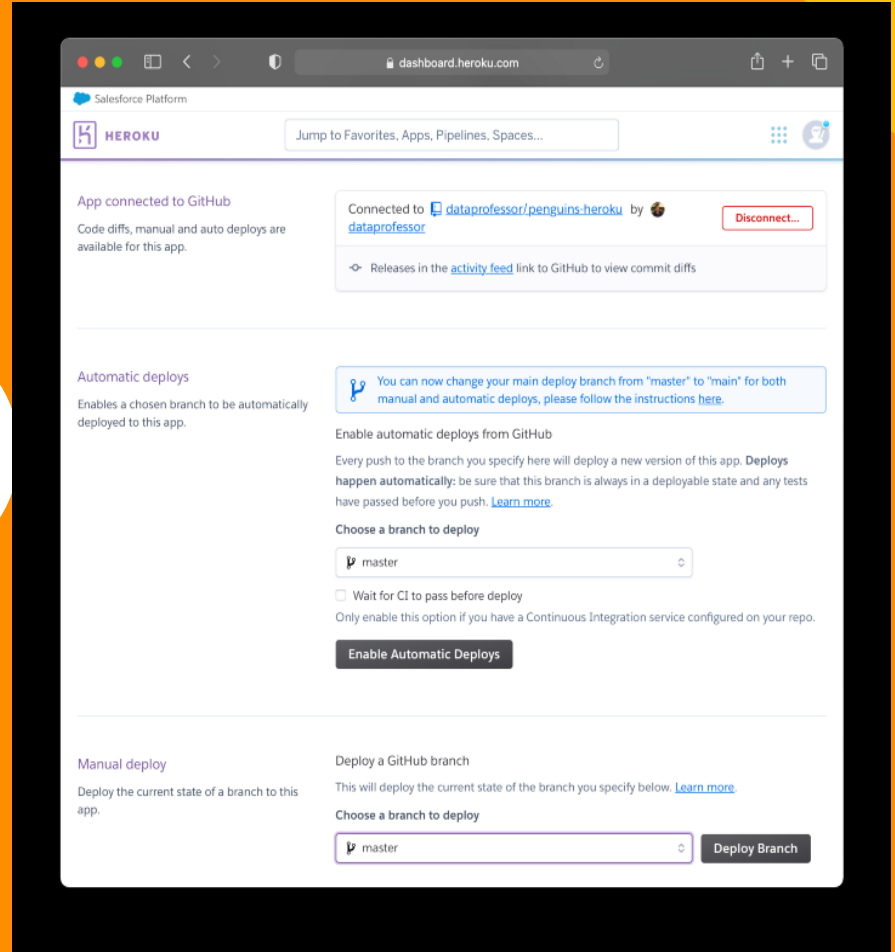 dashboard.heroku.com
Salesforce Platform
HEROKU
Jump to Favorites, Apps, Pipelines, Spaces...
App connected to GitHub
Code diffs, manual and auto deploys are
available for this app.
Connected to dataprofessor/penguins-heroku by
dataprofessor
Disconnect...
Releases in the activity feed link to GitHub to view commit diffs
Automatic deploys
Enables a chosen branch to be automatically
deployed to this app.
You can now change your main deploy branch from "master" to "main" for both
manual and automatic deploys, please follow the instructions here.
Enable automatic deploys from GitHub
Every push to the branch you specify here will deploy a new version of this app. Deploys
happen automatically: be sure that this branch is always in a deployable state and any tests
have passed before you push. Learn more.
Choose a branch to deploy
master
Wait for CI to pass before deploy
Only enable this option if you have a Continuous Integration service configured on your repo.
Enable Automatic Deploys
Manual deploy
Deploy the current state of a branch to this
app.
Deploy a GitHub branch
This will deploy the current state of the branch you specify below. Learn more.
Choose a branch to deploy
master
Deploy Branch